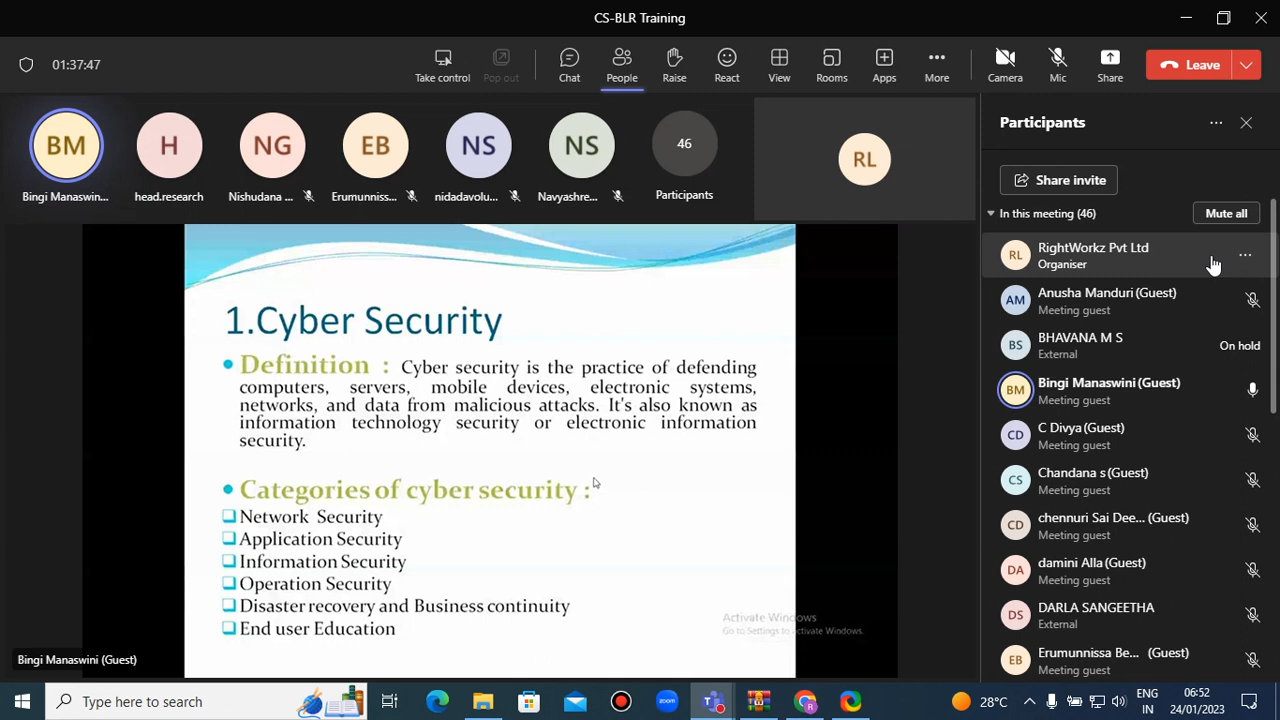 CS-BLR Training
01:37:47
Take control
Pop out
Chat
People
Raise
React
View
Rooms
Apps
More
Camera
Mic
Share
Leave
BM
H
NG
EB
NS
NS
46
RL
Bingi Manaswin...
head.research
Nishudana ...
Erumunniss...
nidadavolu...
Navyashre...
Participants
Participants
Share invite
In this meeting (46)
Mute all
RL
RightWorkz Pvt Ltd
Organiser
AM
Anusha Manduri (Guest)
Meeting guest
BS
BHAVANA M S
External
On hold
BM
Bingi Manaswini (Guest)
Meeting guest
CD
C Divya (Guest)
Meeting guest
CS
Chandana s (Guest)
Meeting guest
CD
chennuri Sai Dee... (Guest)
Meeting guest
DA
damini Alla (Guest)
Meeting guest
DS
DARLA SANGEETHA
External
EB
Erumunnissa Be... (Guest)
Meeting guest
1.Cyber Security
Definition : Cyber security is the practice of defending
computers, servers, mobile devices, electronic systems,
networks, and data from malicious attacks. It's also known as
information technology security or electronic information
security.
Categories of cyber security :
Network Security
Application Security
Information Security
Operation Security
Disaster recovery and Business continuity
End user Education
Activate Windows
Go to Settings to activate Windows.
Bingi Manaswini (Guest)
Type here to search
28°C
ENG
IN
06:52
24/01/2023